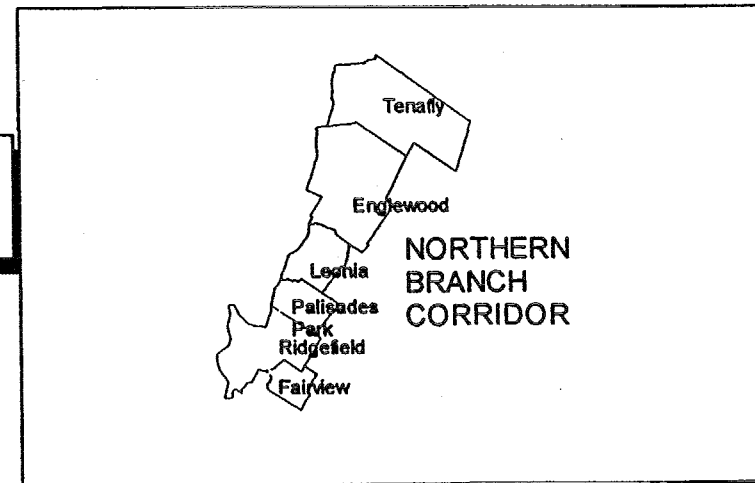 Tenafly
Englewood
NORTHERN
BRANCH
CORRIDOR
Leonia
Palisades
Park
Ridgefield
Fairview